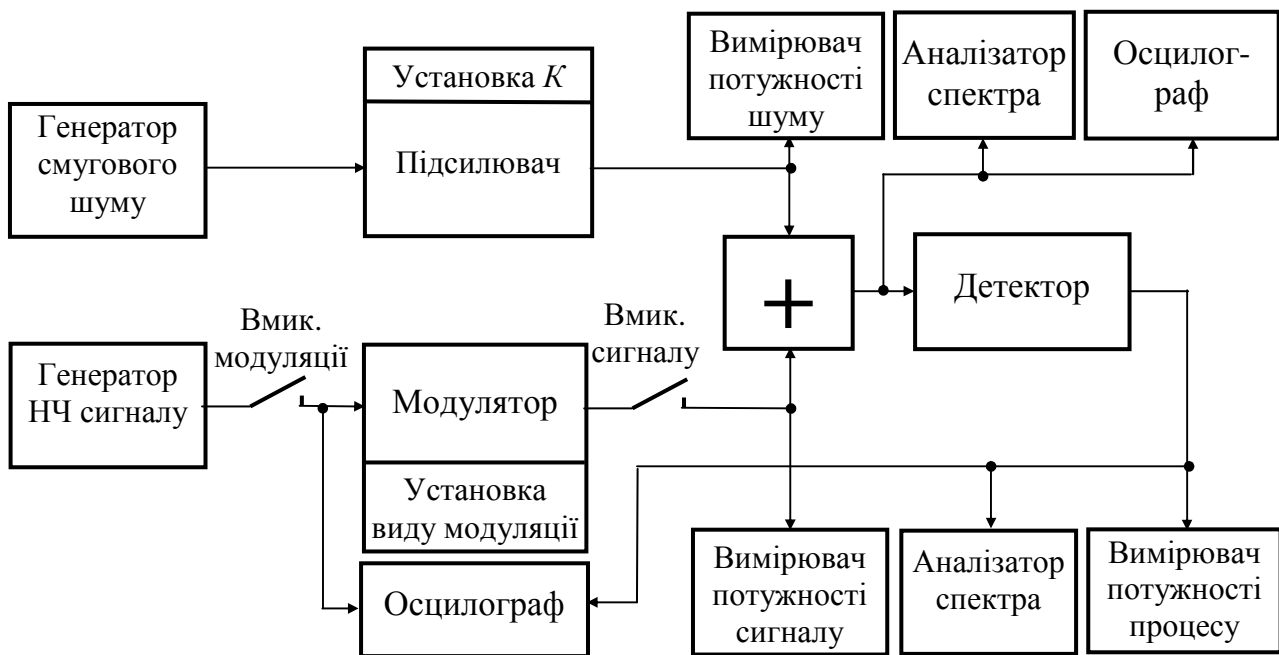 Генератор
смугового
шуму
Установка K
Підсилювач
Вимірювач
потужності
шуму
Аналізатор
спектра
Осцилог-
раф
+
Детектор
Генератор
НЧ сигналу
Вмик.
модуляції
Модулятор
Установка
виду модуляції
Вмик.
сигналу
Осцилограф
Вимірювач
потужності
сигналу
Аналізатор
спектра
Вимірювач
потужності
процесу